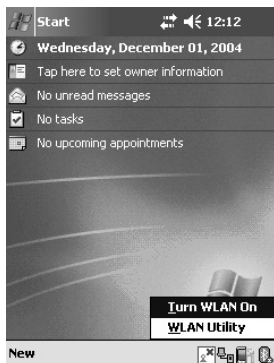 Start 12:12
Wednesday, December 01, 2004
Tap here to set owner information
No unread messages
No tasks
No upcoming appointments
Turn WLAN On
WLAN Utility
New